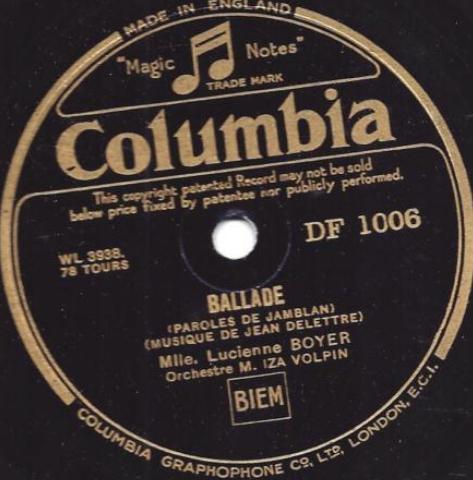 MADE IN ENGLAND
"Magic Notes"
TRADE MARK
Columbia
This copyright patented Record may not be sold
below price fixed by patentee nor publicly performed.
DF 1006
WL 3938.
78 TOURS
BALLADE
(PAROLES DE JAMBLAN)
(MUSIQUE DE JEAN DELETTRE)
Mlle. Lucienne BOYER
Orchestre M. IZA VOLPIN
BIEM
COLUMBIA GRAPHOPHONE CO., LTD, LONDON, E.C.I.